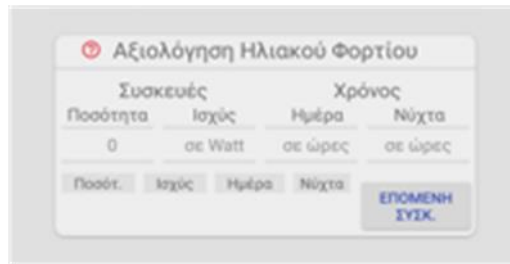 Αξιολόγηση Ηλιακού Φορτίου
Συσκευές Χρόνος
Ποσότητα Ισχύς Ημέρα Νύχτα
0 σε Watt σε ώρες σε ώρες
Ποσότ. Ισχύς Ημέρα Νύχτα
ΕΠΟΜΕΝΗ
ΣΥΣΚ.